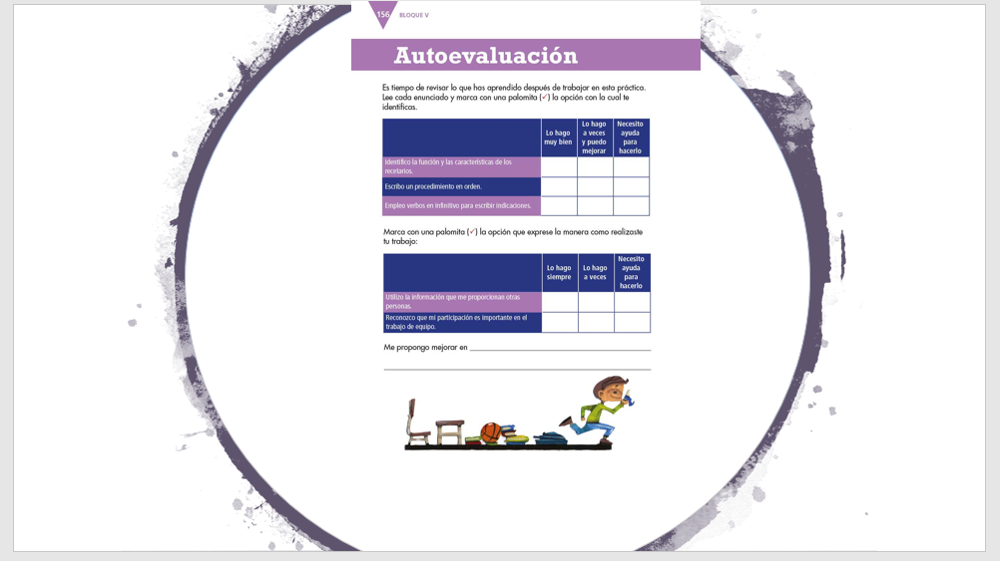 156 BLOQUE V
Autoevaluación
Es tiempo de revisar lo que has aprendido después de trabajar en esta práctica.
Lee cada enunciado y marca con una palomita (✓) la opción con la cual te
identificas.
Lo hago
muy bien
Lo hago
a veces
y puedo
mejorar
Necesito
ayuda
para
hacerlo
Identifico la función y las características de los
recetarios.
Escribo un procedimiento en orden.
Empleo verbos en infinitivo para escribir indicaciones.
Marca con una palomita (✓) la opción que exprese la manera como realizaste
tu trabajo:
Lo hago
siempre
Lo hago
a veces
Necesito
ayuda
para
hacerlo
Utilizo la información que me proporcionan otras
personas.
Reconozco que mi participación es importante en el
trabajo de equipo.
Me propongo mejorar en